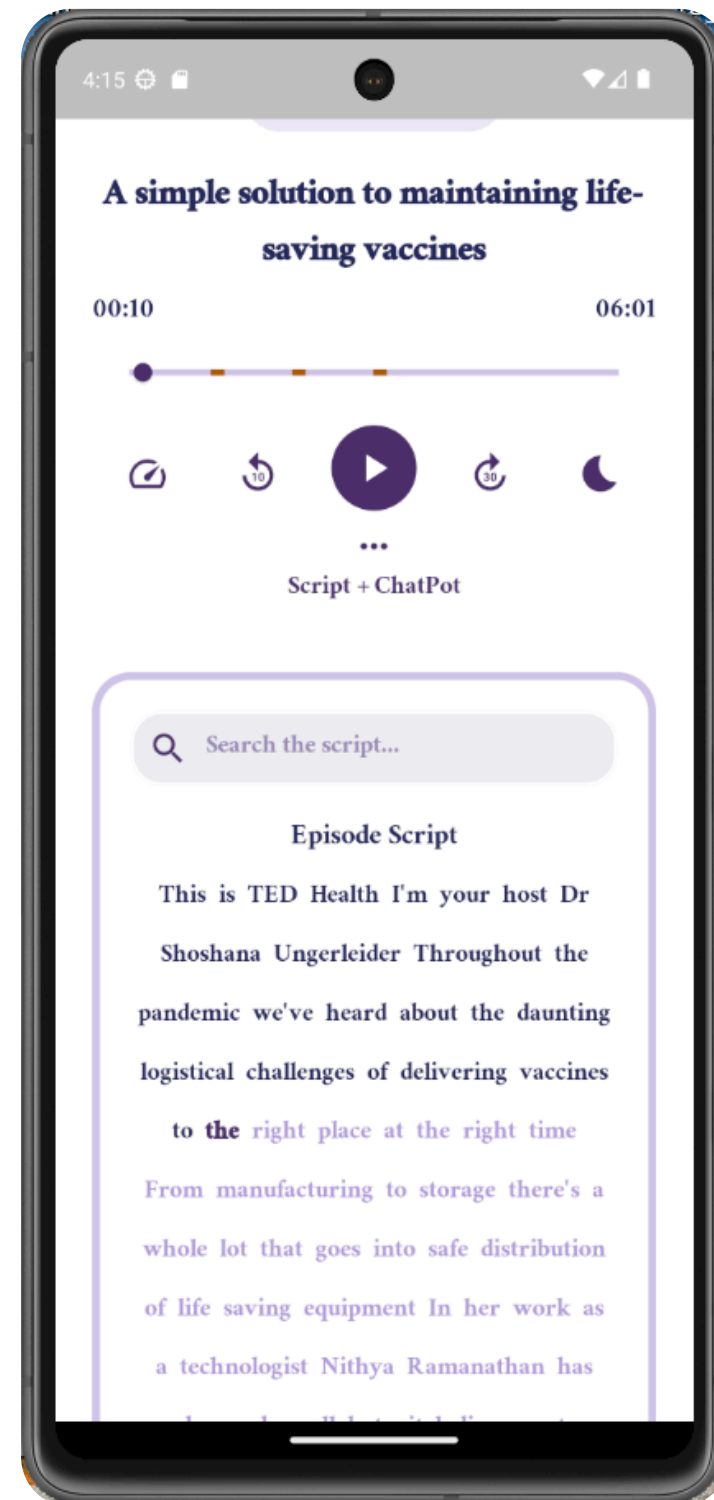 4:15
A simple solution to maintaining life-
saving vaccines
00:10 06:01
10 30
Script + ChatPot
Search the script...
Episode Script
This is TED Health I'm your host Dr
Shoshana Ungerleider Throughout the
pandemic we've heard about the daunting
logistical challenges of delivering vaccines
to the right place at the right time
From manufacturing to storage there's a
whole lot that goes into safe distribution
of life saving equipment In her work as
a technologist Nithya Ramanathan has